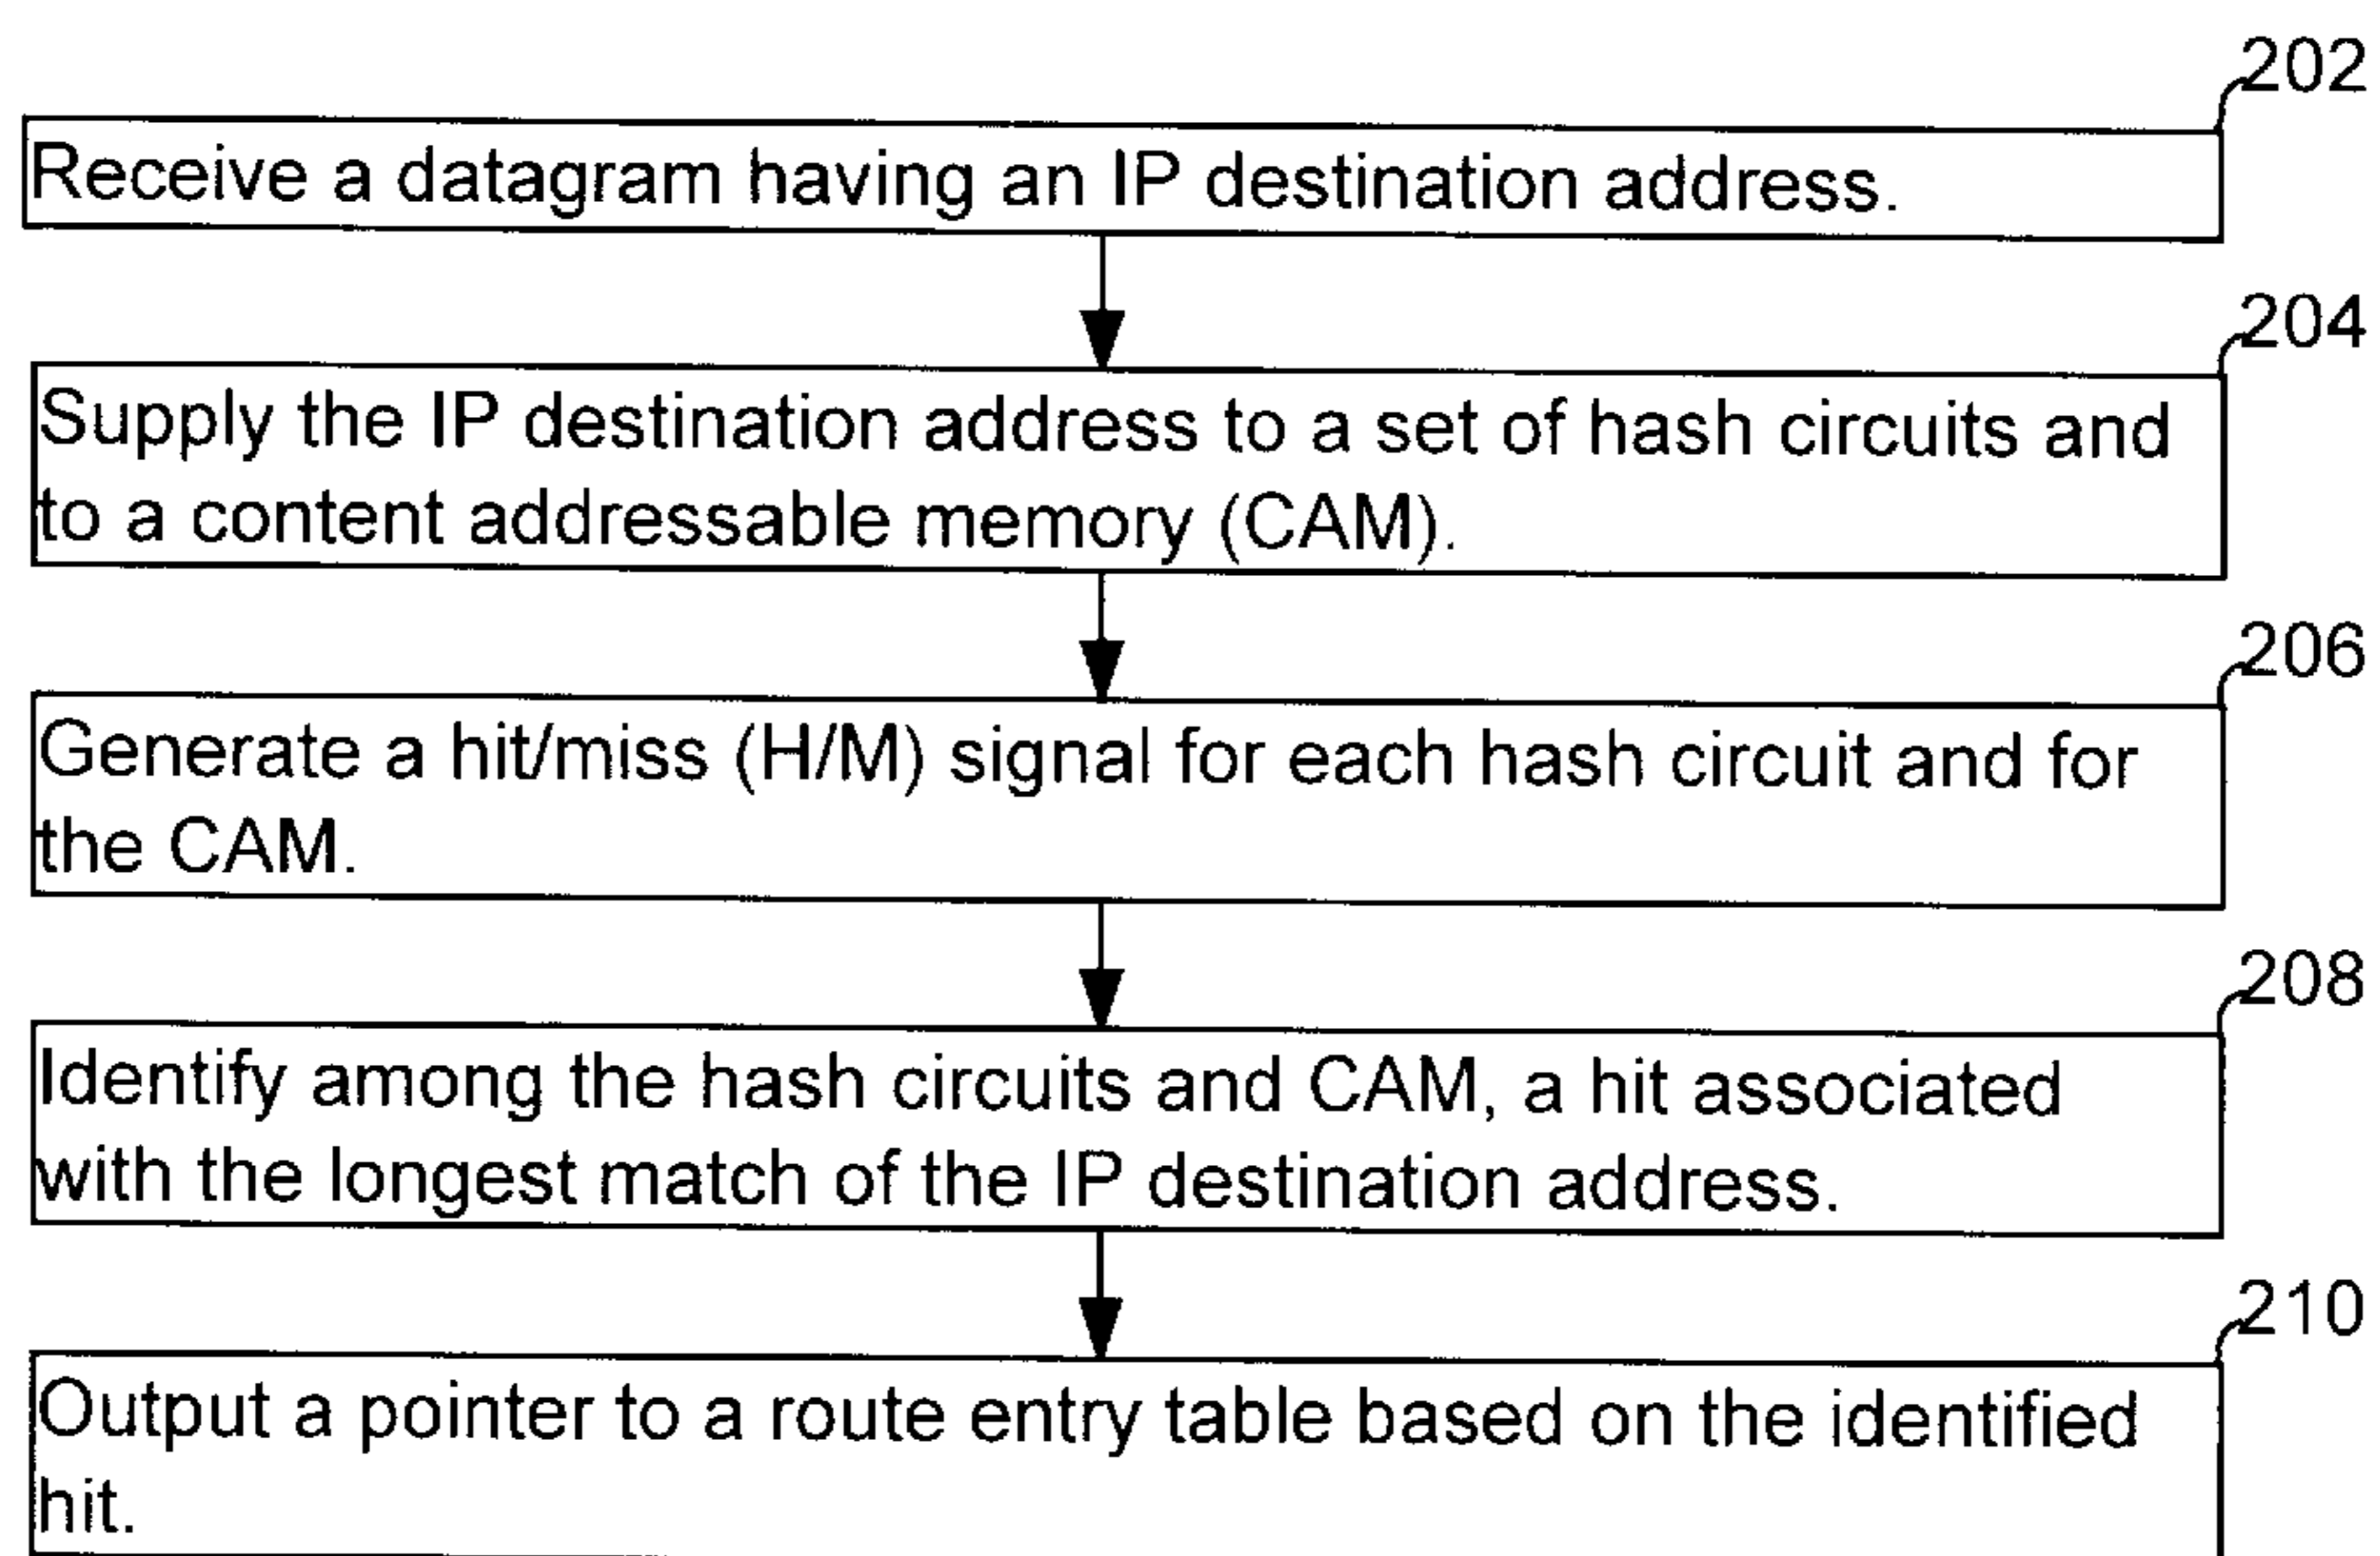 202
Receive a datagram having an IP destination address.
204
Supply the IP destination address to a set of hash circuits and
to a content addressable memory (CAM).
206
Generate a hit/miss (H/M) signal for each hash circuit and for
the CAM.
208
Identify among the hash circuits and CAM, a hit associated
with the longest match of the IP destination address.
210
Output a pointer to a route entry table based on the identified
hit.